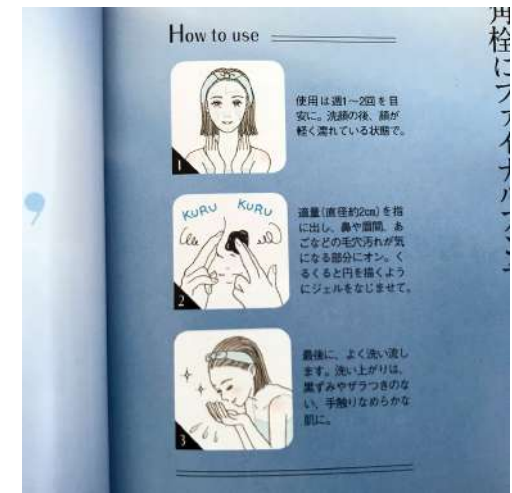 How to use
1
使用は週1〜2回を目
安に。洗顔の後、顔が
軽く濡れている状態で。
KURU KURU
2
適量(直径約2cm)を指
に出し、鼻や眉間、あ
ごなどの毛穴汚れが気
になる部分にオン。く
るくると円を描くよう
にジェルをなじませて。
3
最後に、よく洗い流し
ます。洗い上がりは、
黒ずみやザラつきのな
い、手触りなめらかな
肌に。